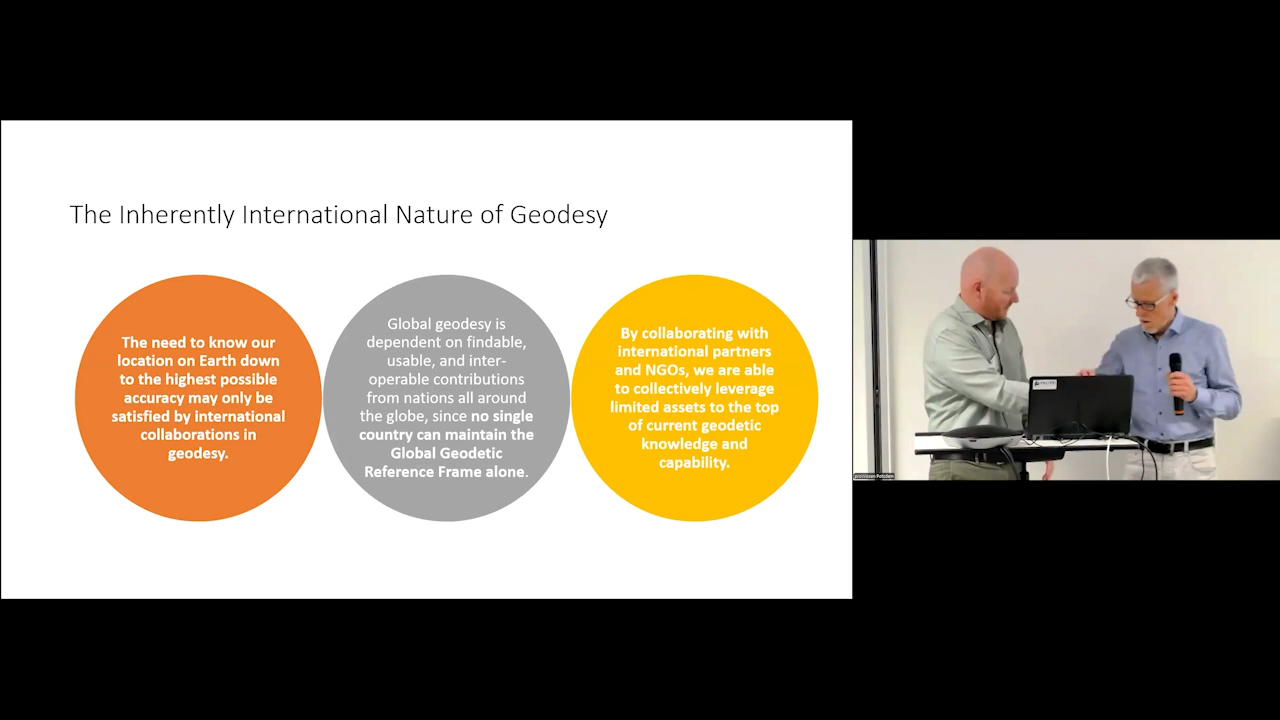 The Inherently International Nature of Geodesy
The need to know our
location on Earth down
to the highest possible
accuracy may only be
satisfied by international
collaborations in
geodesy.
Global geodesy is
dependent on findable,
usable, and inter-
operable contributions
from nations all around
the globe, since no single
country can maintain the
Global Geodetic
Reference Frame alone.
By collaborating with
international partners
and NGOs, we are able
to collectively leverage
limited assets to the top
of current geodetic
knowledge and
capability.